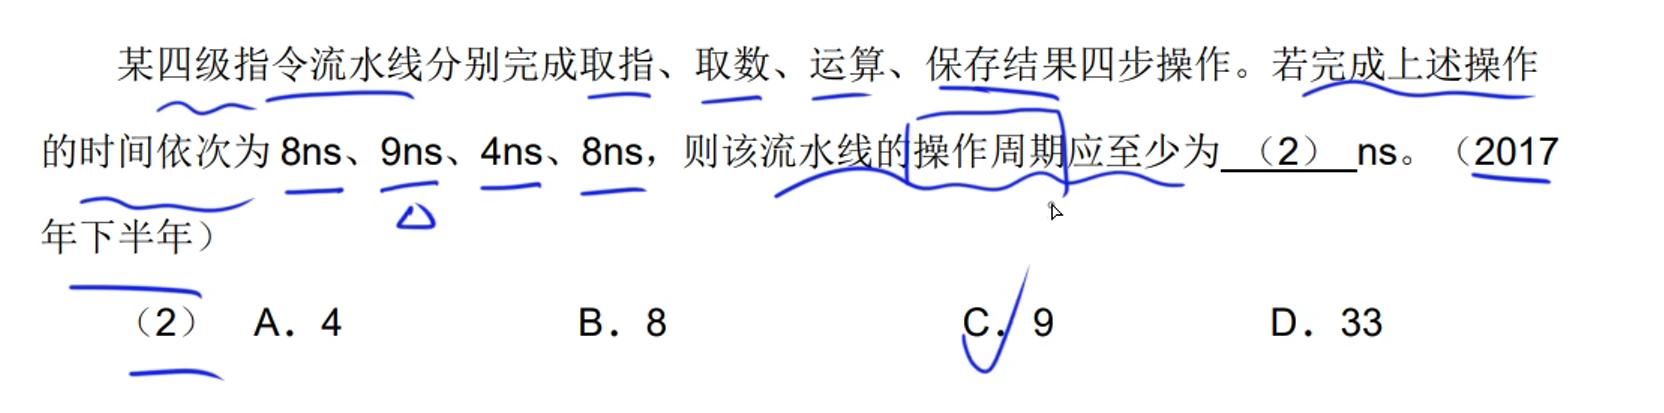 某四级指令流水线分别完成取指、取数、运算、保存结果四步操作。若完成上述操作
的时间依次为 8ns、9ns、4ns、8ns，则该流水线的操作周期应至少为 （2） ns。（2017
年下半年）
（2） A．4 B．8 C．9 D．33